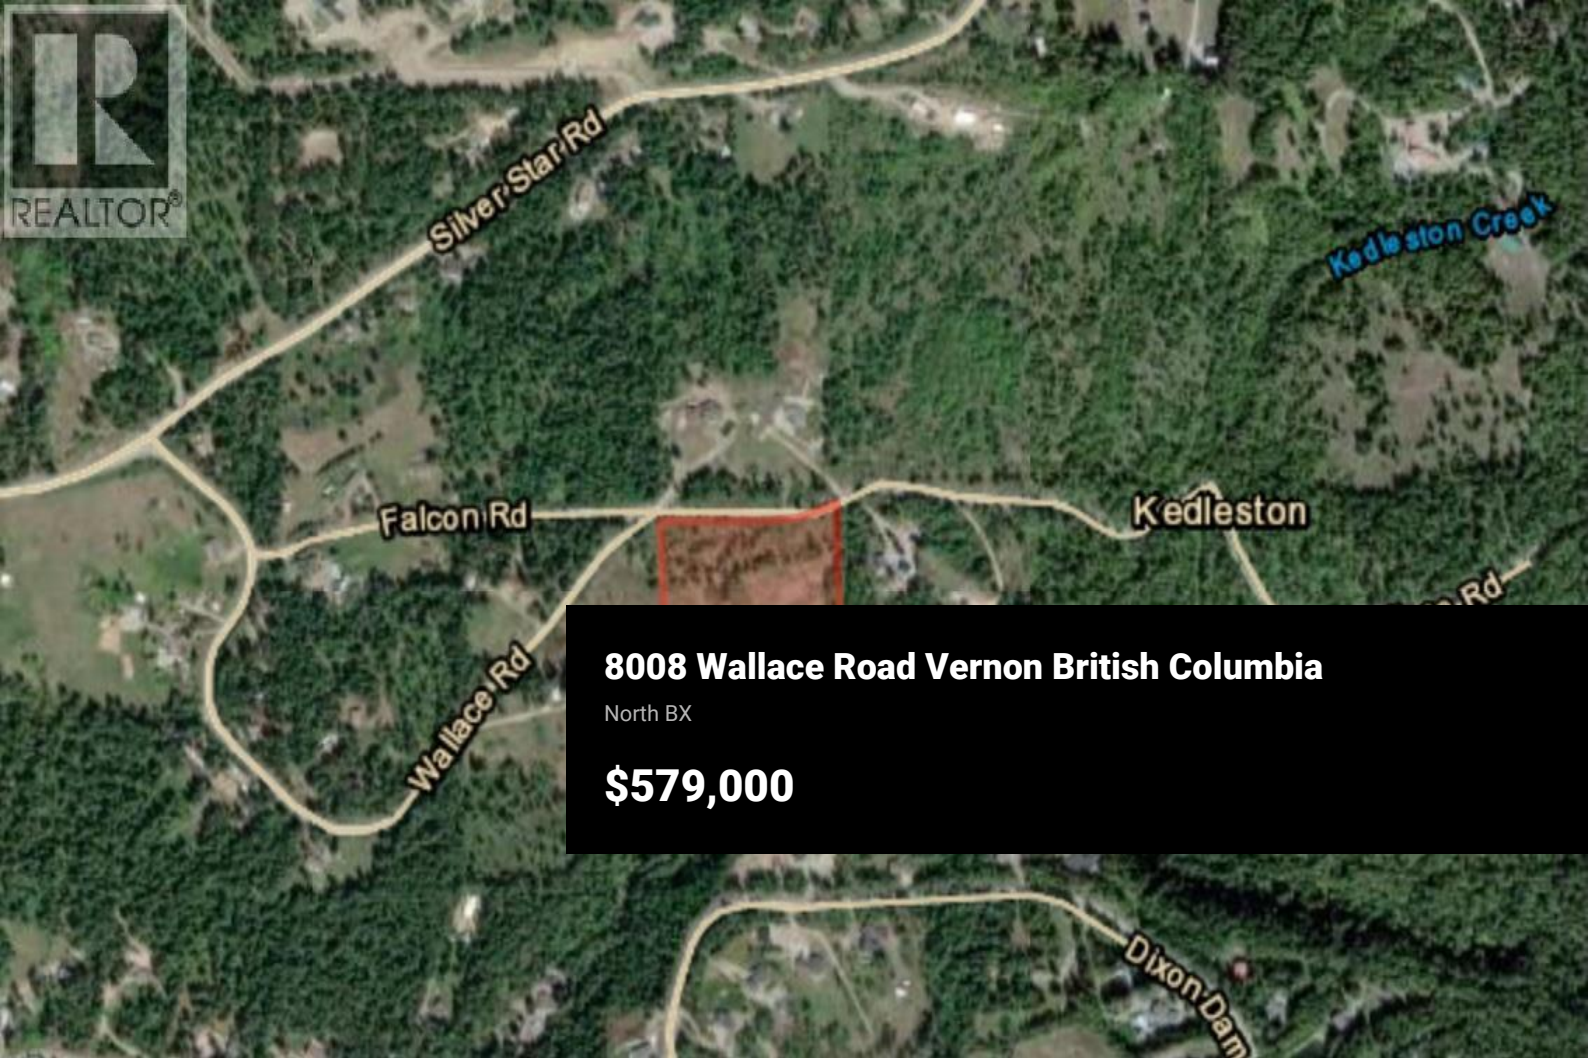 REALTOR®
Silver Star Rd
Kedleston Creek
Falcon Rd
Kedleston
Rd
Wallace Rd
8008 Wallace Road Vernon British Columbia
North BX
$579,000
Dixon Dam